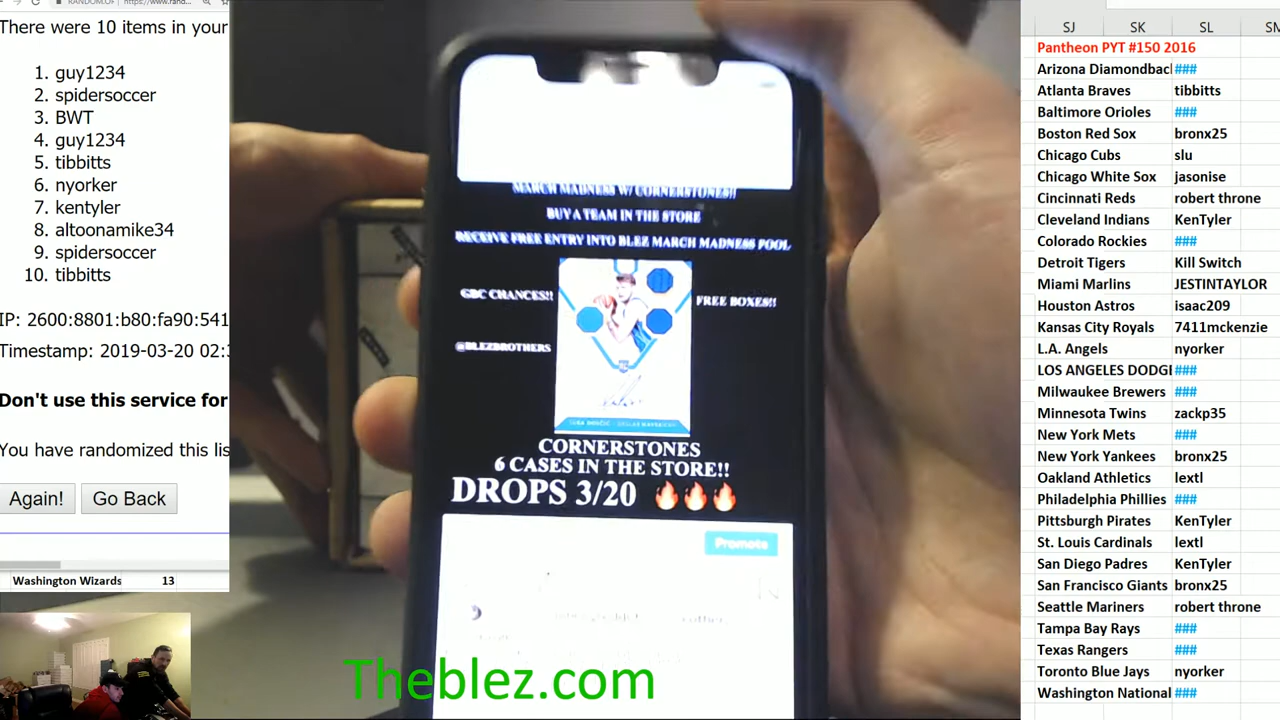 There were 10 items in your
1. guy1234
2. spidersoccer
3. BWT
4. guy1234
5. tibbitts
6. nyorker
7. kentyler
8. altoonamike34
9. spidersoccer
10. tibbitts
IP: 2600:8801:b80:fa90:541
Timestamp: 2019-03-20 02:3
Don't use this service for
You have randomized this lis
Again! Go Back
Washington Wizards 13
MARCH MADNESS W/ CORNERSTONES!!
BUY A TEAM IN THE STORE
RECEIVE FREE ENTRY INTO BLEZ MARCH MADNESS POOL
GBC CHANCES!! FREE BOXES!!
@BLEZBROTHERS
CORNERSTONES
6 CASES IN THE STORE!!
DROPS 3/20 🔥🔥🔥
Promote
Theblez.com
SJ SK SL SM
Pantheon PYT #150 2016
Arizona Diamondbacl ###
Atlanta Braves tibbitts
Baltimore Orioles ###
Boston Red Sox bronx25
Chicago Cubs slu
Chicago White Sox jasonise
Cincinnati Reds robert throne
Cleveland Indians KenTyler
Colorado Rockies ###
Detroit Tigers Kill Switch
Miami Marlins JESTINTAYLOR
Houston Astros isaac209
Kansas City Royals 7411mckenzie
L.A. Angels nyorker
LOS ANGELES DODGE ###
Milwaukee Brewers ###
Minnesota Twins zackp35
New York Mets ###
New York Yankees bronx25
Oakland Athletics lextl
Philadelphia Phillies ###
Pittsburgh Pirates KenTyler
St. Louis Cardinals lextl
San Diego Padres KenTyler
San Francisco Giants bronx25
Seattle Mariners robert throne
Tampa Bay Rays ###
Texas Rangers ###
Toronto Blue Jays nyorker
Washington National ###